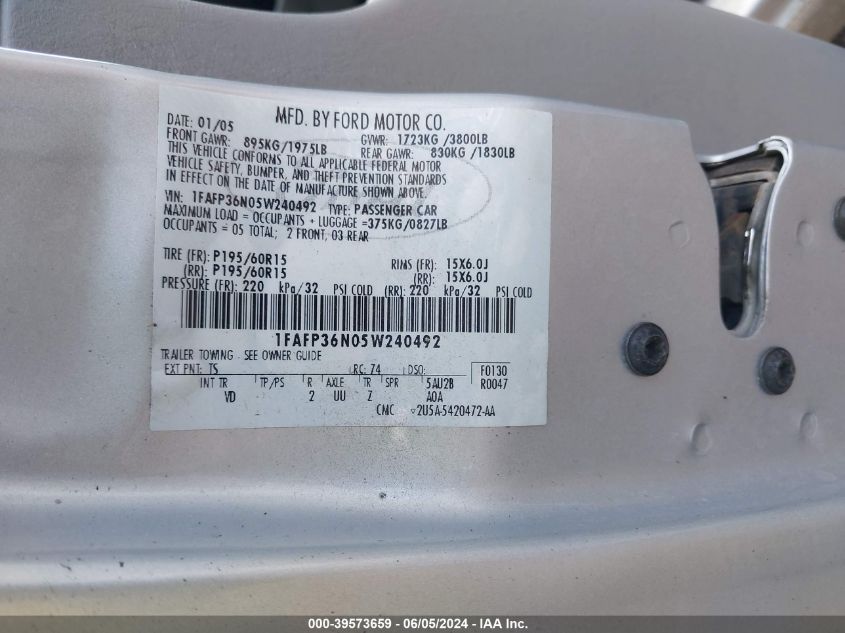 MFD. BY FORD MOTOR CO.
DATE: 01/05
FRONT GAWR: 895KG/1975LB
GVWR: 1723KG/3800LB
REAR GAWR: 830KG/1830LB
THIS VEHICLE CONFORMS TO ALL APPLICABLE FEDERAL MOTOR
VEHICLE SAFETY, BUMPER, AND THEFT PREVENTION STANDARDS
IN EFFECT ON THE DATE OF MANUFACTURE SHOWN ABOVE.
VIN: 1FAFP36N05W240492 TYPE: PASSENGER CAR
MAXIMUM LOAD = OCCUPANTS + LUGGAGE =375KG/0827LB
OCCUPANTS = 05 TOTAL; 2 FRONT, 03 REAR
TIRE (FR): P195/60R15 RIMS (FR): 15X6.0J
(RR): P195/60R15 (RR): 15X6.0J
PRESSURE (FR): 220 kPa/32 PSI COLD (RR): 220 kPa/32 PSI COLD
1FAFP36N05W240492
TRAILER TOWING - SEE OWNER GUIDE
EXT PNT: TS RC: 74 DSO: F0130
INT TR TP/PS R AXLE TR SPR 5AU2B R0047
VD 2 UU Z A0A
CMC 2U5A-5420472-AA
000-39573659 - 06/05/2024 - IAA Inc.